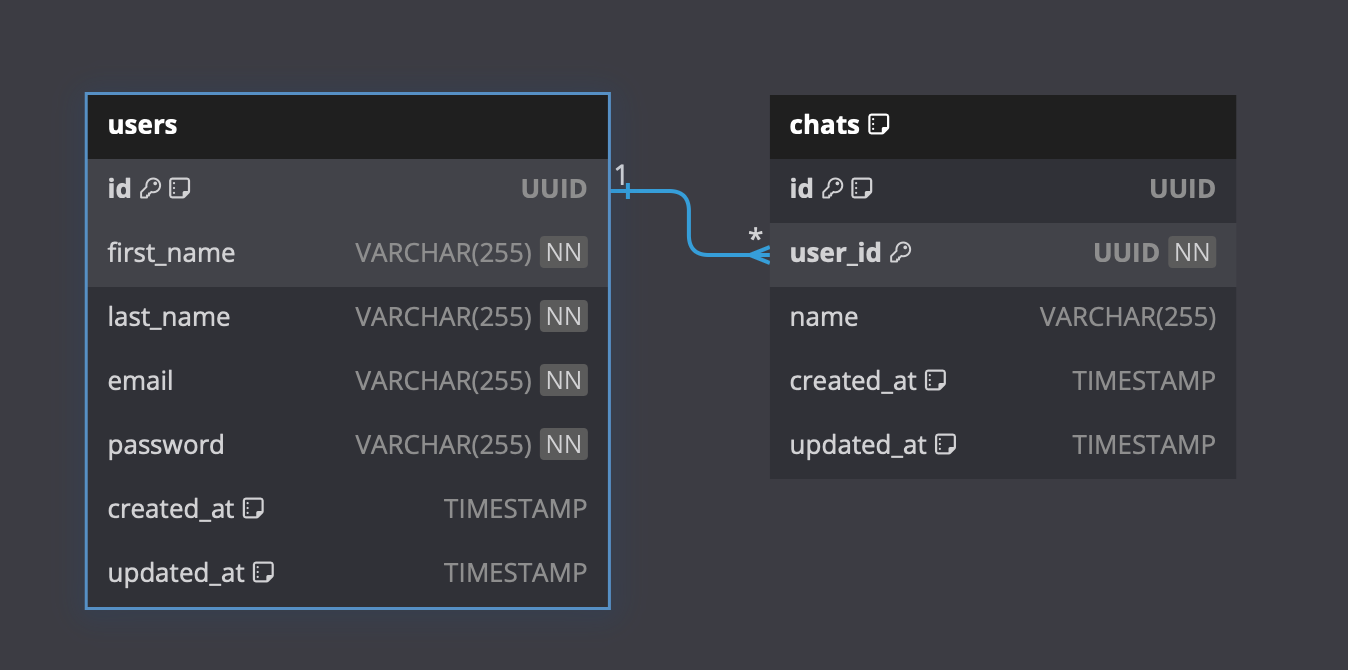 users
id UUID
first_name VARCHAR(255) NN
last_name VARCHAR(255) NN
email VARCHAR(255) NN
password VARCHAR(255) NN
created_at TIMESTAMP
updated_at TIMESTAMP
1
*
chats
id UUID
user_id UUID NN
name VARCHAR(255)
created_at TIMESTAMP
updated_at TIMESTAMP